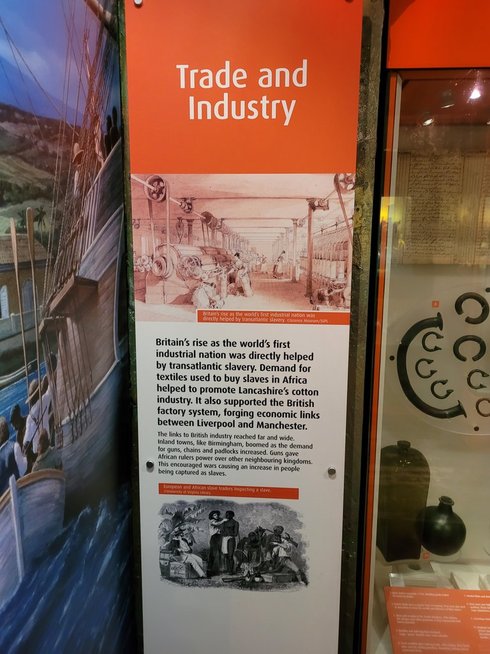 Trade and
Industry
Britain's rise as the world's first industrial nation was
directly helped by transatlantic slavery.
Britain's rise as the world's first
industrial nation was directly helped
by transatlantic slavery. Demand for
textiles used to buy slaves in Africa
helped to promote Lancashire's cotton
industry. It also supported the British
factory system, forging economic links
between Liverpool and Manchester.
The links to British industry reached far and wide.
Inland towns, like Birmingham, boomed as the demand
for guns, chains and padlocks increased. Guns gave
African rulers power over other neighbouring kingdoms.
This encouraged wars causing an increase in people
being captured as slaves.
European and African slave traders inspecting a slave.
University of Virginia Library